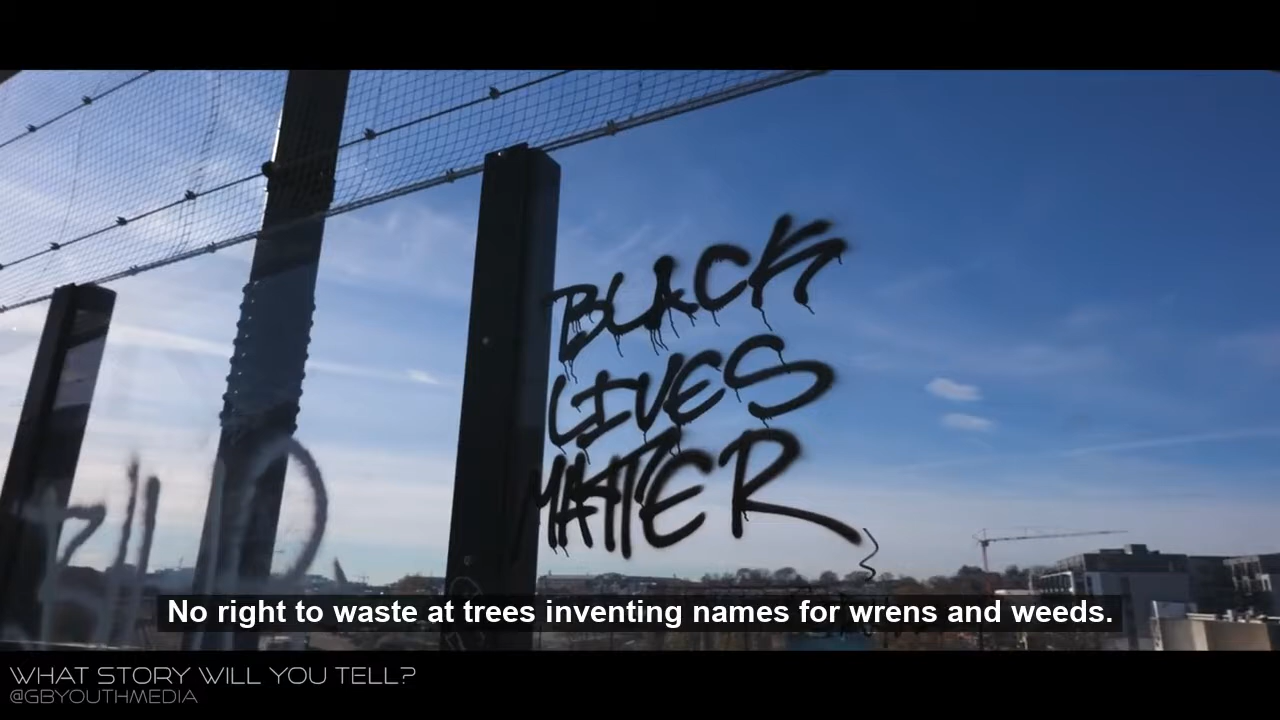 BLACK
LIVES
MATTER
No right to waste at trees inventing names for wrens and weeds.
WHAT STORY WILL YOU TELL?
@GBYOUTHMEDIA